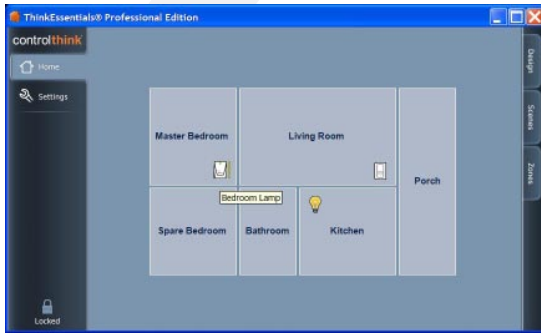 ThinkEssentials® Professional Edition
controlthink
Home
Settings
Master Bedroom
Living Room
Porch
Bedroom Lamp
Spare Bedroom
Bathroom
Kitchen
Locked
Design
Scenes
Zones